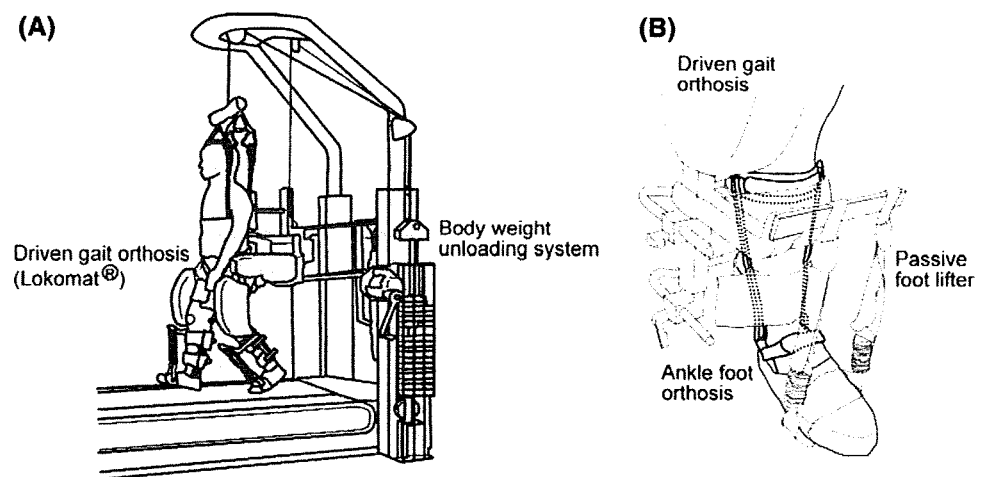 (A)
Driven gait orthosis
(Lokomat®)
Body weight
unloading system
(B)
Driven gait
orthosis
Passive
foot lifter
Ankle foot
orthosis